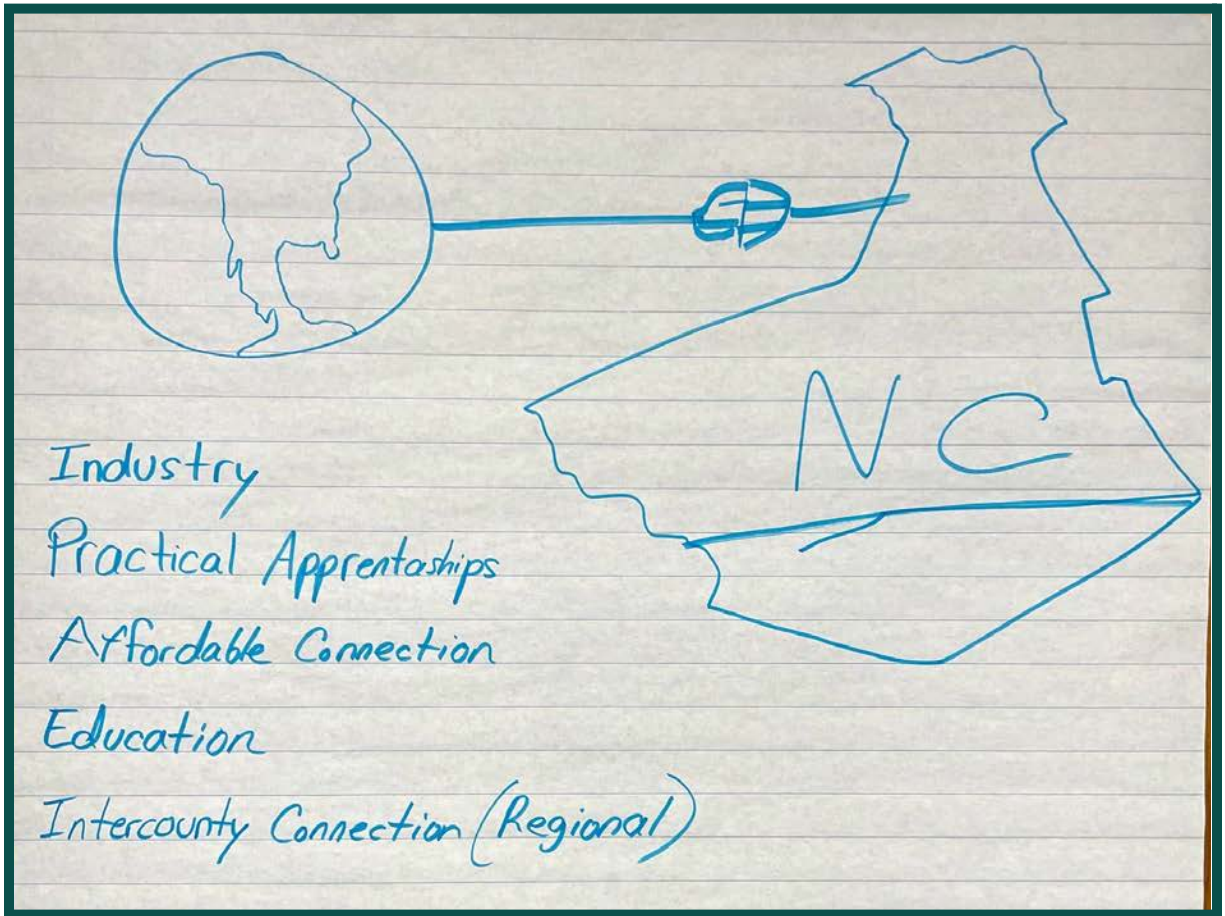 NC
Industry
Practical Apprentaships
Affordable Connection
Education
Intercounty Connection (Regional)